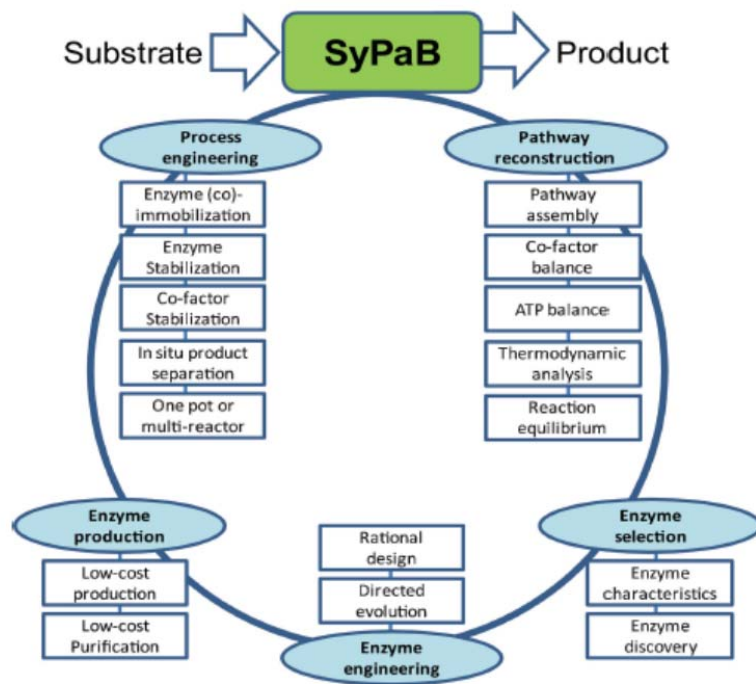 Substrate
SyPaB
Product
Process
engineering
Enzyme (co)-
immobilization
Enzyme
Stabilization
Co-factor
Stabilization
In situ product
separation
One pot or
multi-reactor
Pathway
reconstruction
Pathway
assembly
Co-factor
balance
ATP balance
Thermodynamic
analysis
Reaction
equilibrium
Enzyme
production
Low-cost
production
Low-cost
Purification
Rational
design
Directed
evolution
Enzyme
engineering
Enzyme
selection
Enzyme
characteristics
Enzyme
discovery